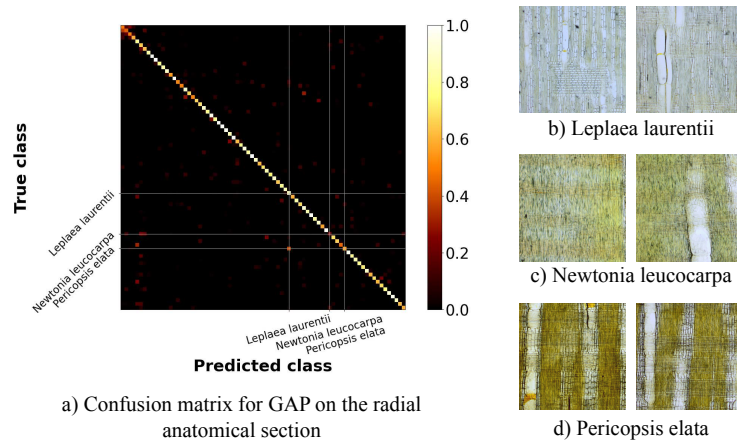 1.0
0.8
0.6
0.4
0.2
0.0
True class
Leplaea laurentii
Newtonia leucocarpa
Pericopsis elata
Leplaea laurentii
Newtonia leucocarpa
Pericopsis elata
Predicted class
a) Confusion matrix for GAP on the radial
anatomical section
b) Leplaea laurentii
c) Newtonia leucocarpa
d) Pericopsis elata